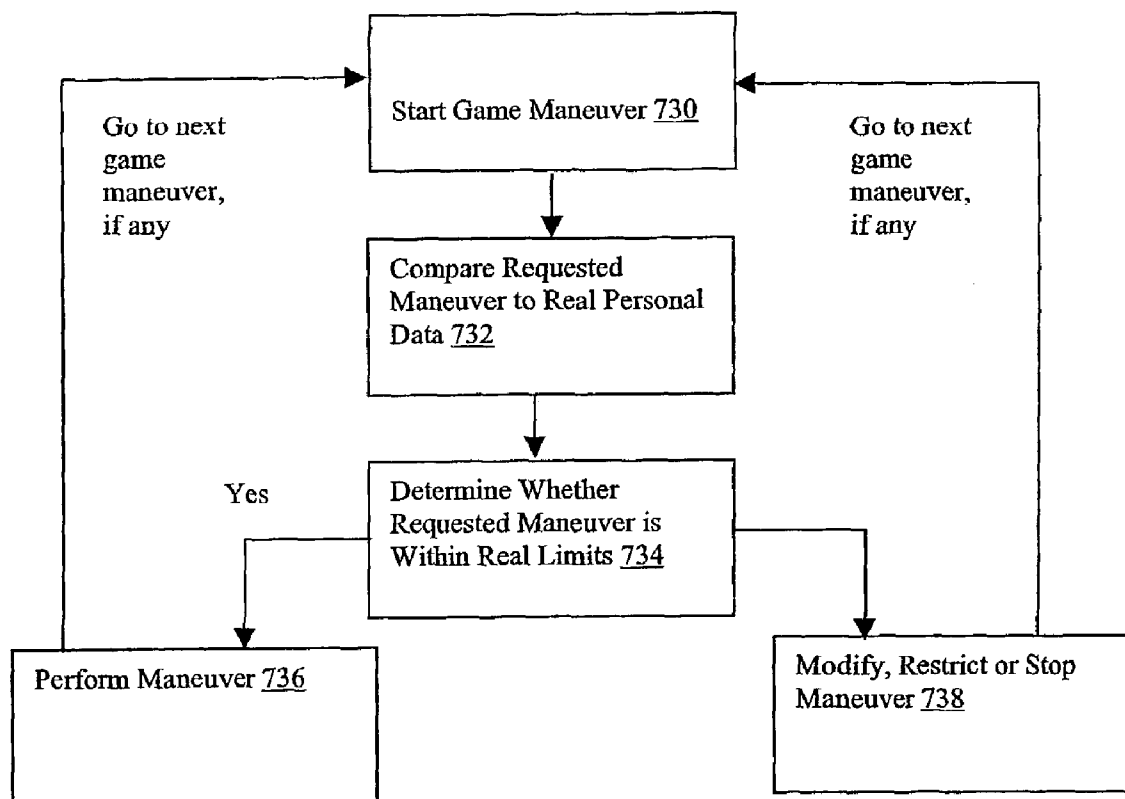 Start Game Maneuver 730
Go to next
game
maneuver,
if any
Go to next
game
maneuver,
if any
Compare Requested
Maneuver to Real Personal
Data 732
Yes
Determine Whether
Requested Maneuver is
Within Real Limits 734
Perform Maneuver 736
Modify, Restrict or Stop
Maneuver 738